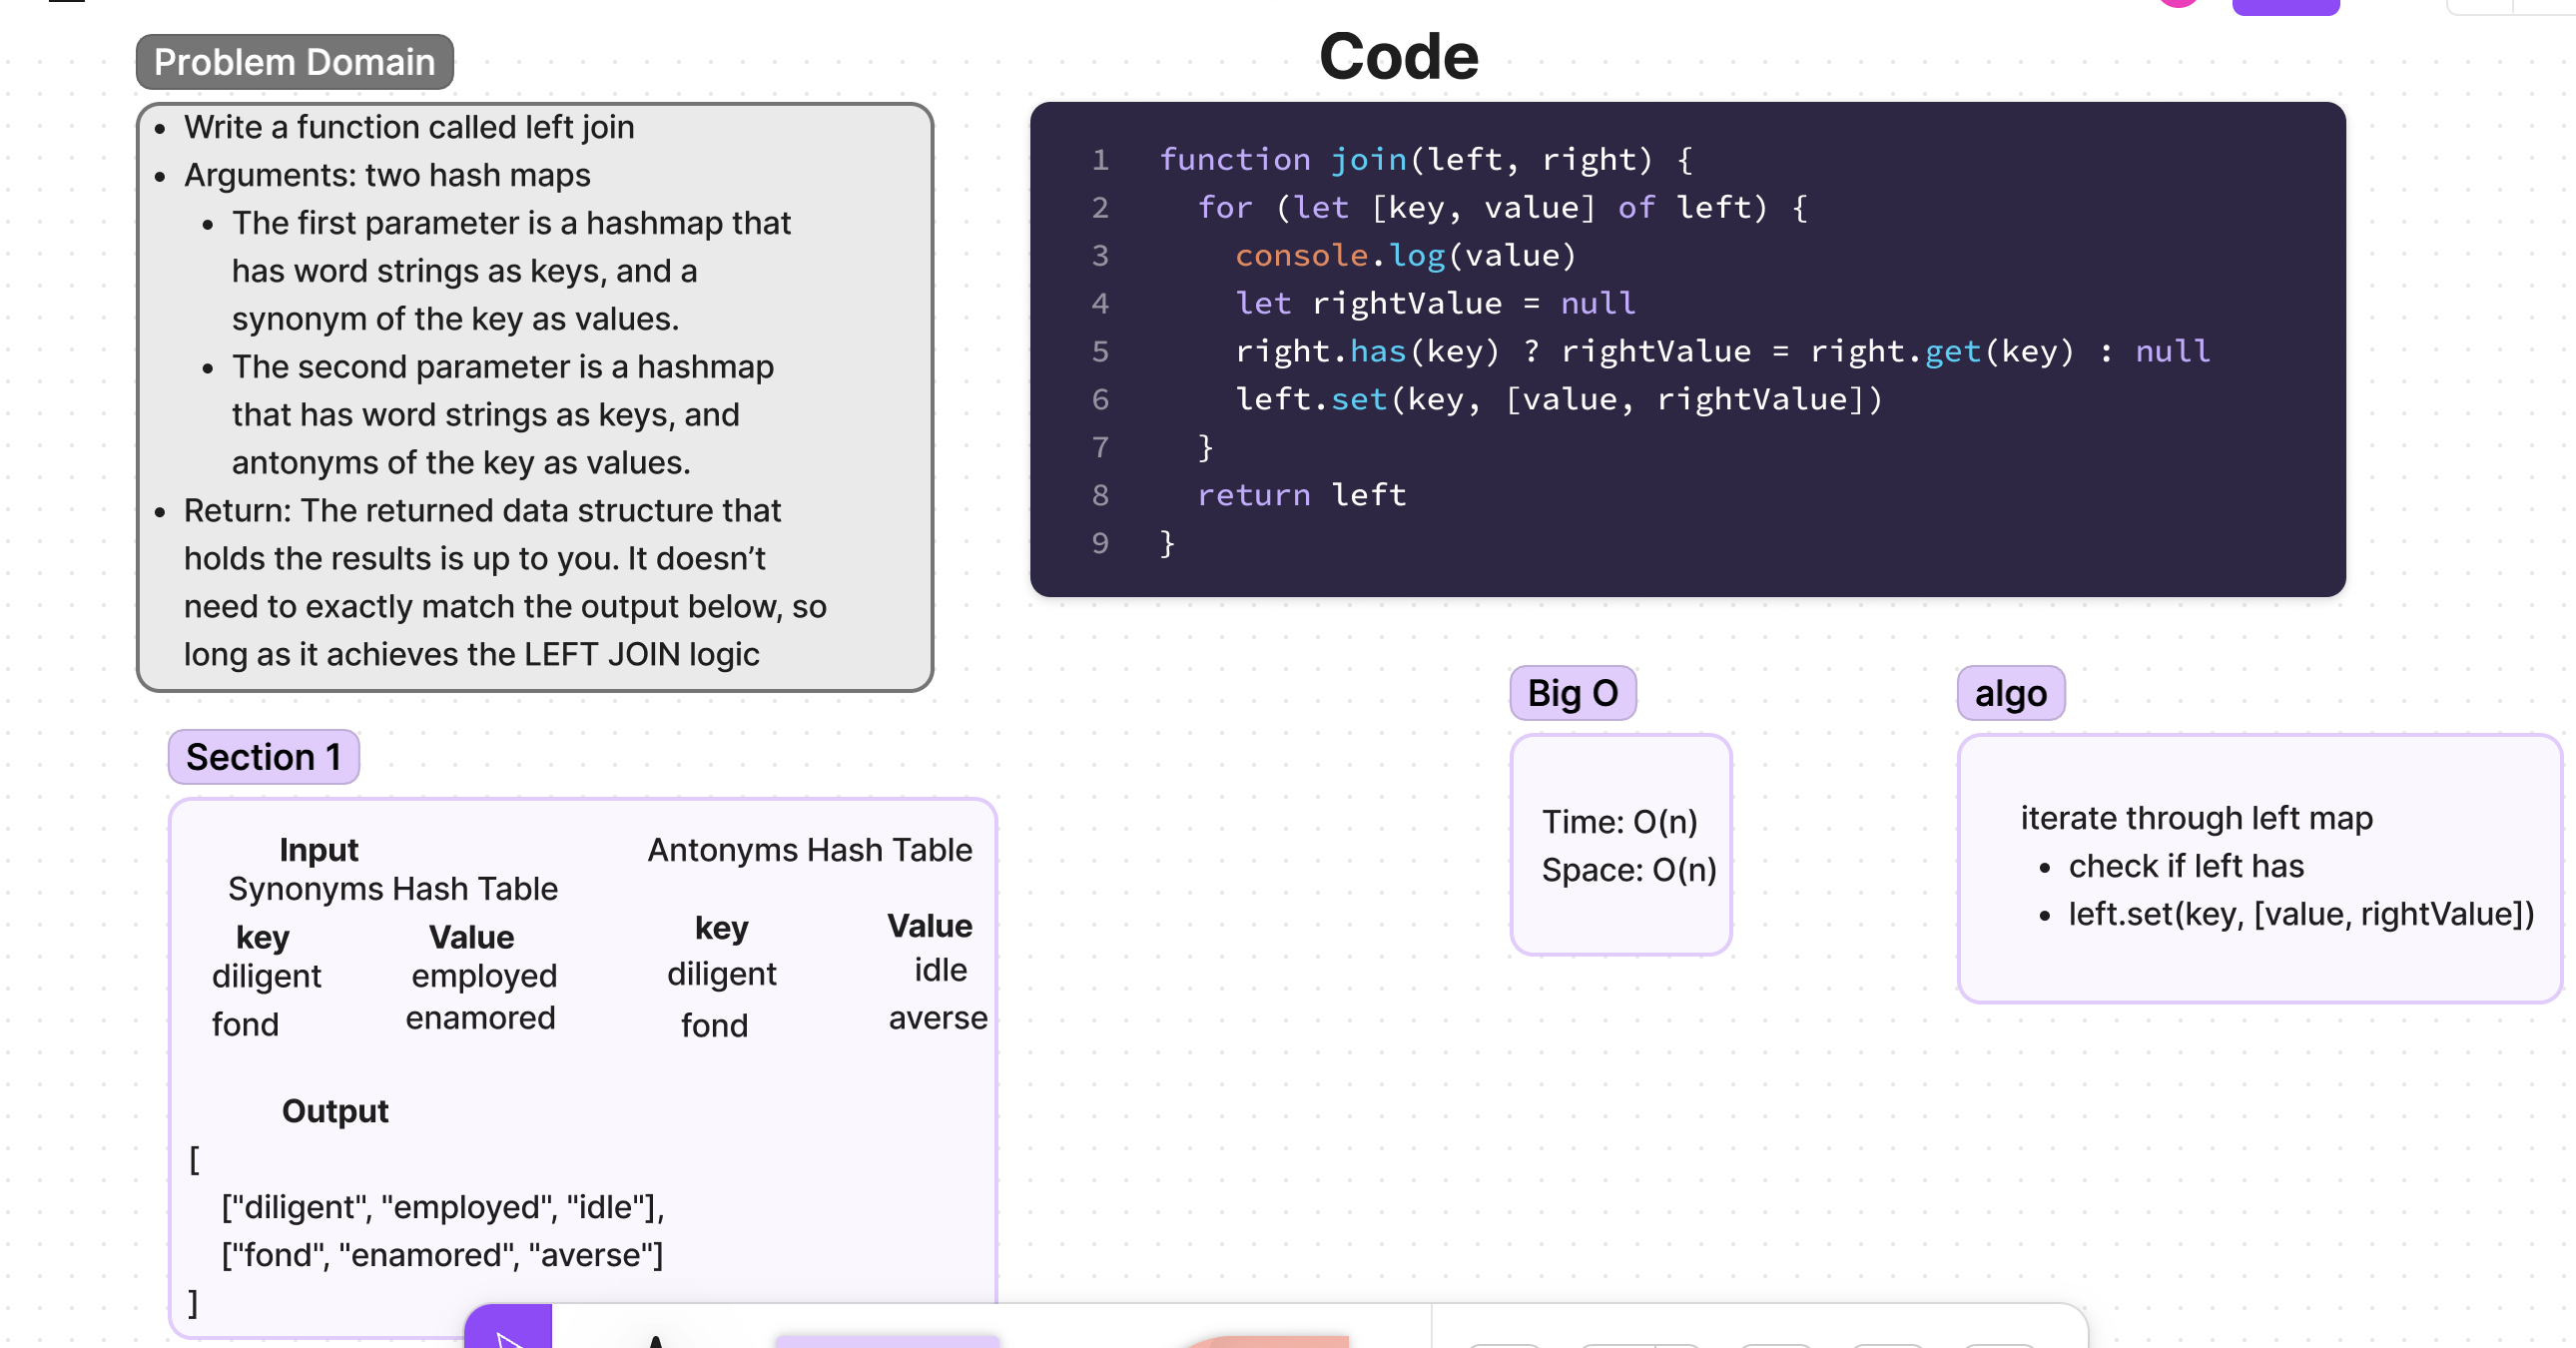 Problem Domain
• Write a function called left join
• Arguments: two hash maps
• The first parameter is a hashmap that
has word strings as keys, and a
synonym of the key as values.
• The second parameter is a hashmap
that has word strings as keys, and
antonyms of the key as values.
• Return: The returned data structure that
holds the results is up to you. It doesn’t
need to exactly match the output below, so
long as it achieves the LEFT JOIN logic
Code
1 function join(left, right) {
2   for (let [key, value] of left) {
3     console.log(value)
4     let rightValue = null
5     right.has(key) ? rightValue = right.get(key) : null
6     left.set(key, [value, rightValue])
7   }
8   return left
9 }
Section 1
Input
Synonyms Hash Table
key Value
diligent employed
fond enamored
Antonyms Hash Table
key Value
diligent idle
fond averse
Output
[
["diligent", "employed", "idle"],
["fond", "enamored", "averse"]
]
Big O
Time: O(n)
Space: O(n)
algo
iterate through left map
• check if left has
• left.set(key, [value, rightValue])